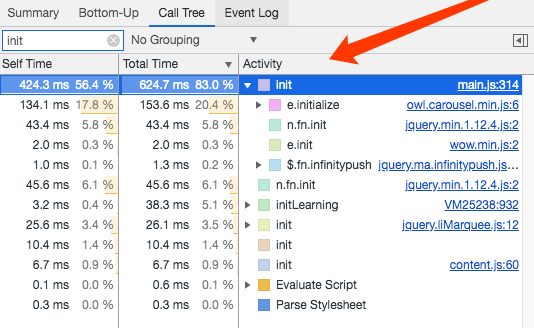 Summary Bottom-Up Call Tree Event Log
init No Grouping
Self Time Total Time Activity
424.3 ms 56.4 % 624.7 ms 83.0 % init main.js:314
134.1 ms 17.8 % 153.6 ms 20.4 % e.initialize owl.carousel.min.js:6
43.4 ms 5.8 % 43.4 ms 5.8 % n.fn.init jquery.min.1.12.4.js:2
2.0 ms 0.3 % 2.0 ms 0.3 % e.init wow.min.js:2
1.0 ms 0.1 % 1.3 ms 0.2 % $.fn.infinitypush jquery.ma.infinitypush.js:...
45.6 ms 6.1 % 45.6 ms 6.1 % n.fn.init jquery.min.1.12.4.js:2
3.2 ms 0.4 % 38.3 ms 5.1 % initLearning VM25238:932
25.6 ms 3.4 % 26.1 ms 3.5 % init jquery.liMarquee.js:12
10.4 ms 1.4 % 10.4 ms 1.4 % init
6.7 ms 0.9 % 6.7 ms 0.9 % init content.js:60
0.1 ms 0.0 % 0.6 ms 0.1 % Evaluate Script
0.3 ms 0.0 % 0.3 ms 0.0 % Parse Stylesheet